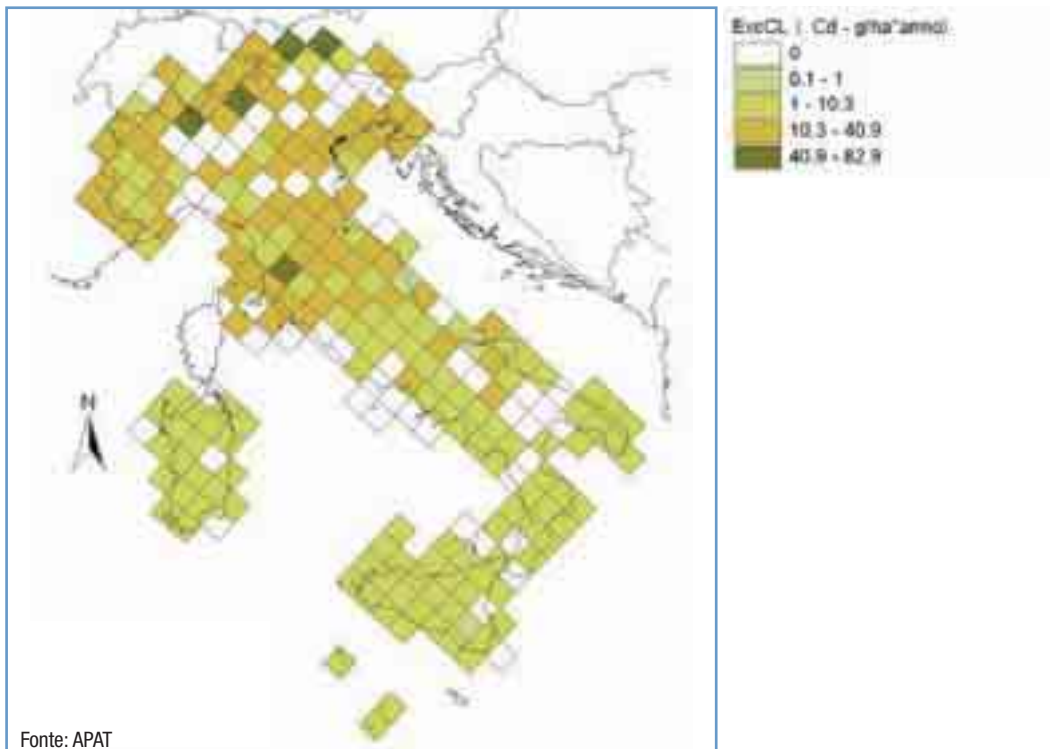 ExcCL ( Cd - g/ha*anno)
0
0.1 - 1
1 - 10.3
10.3 - 40.9
40.9 - 82.9
N
Fonte: APAT